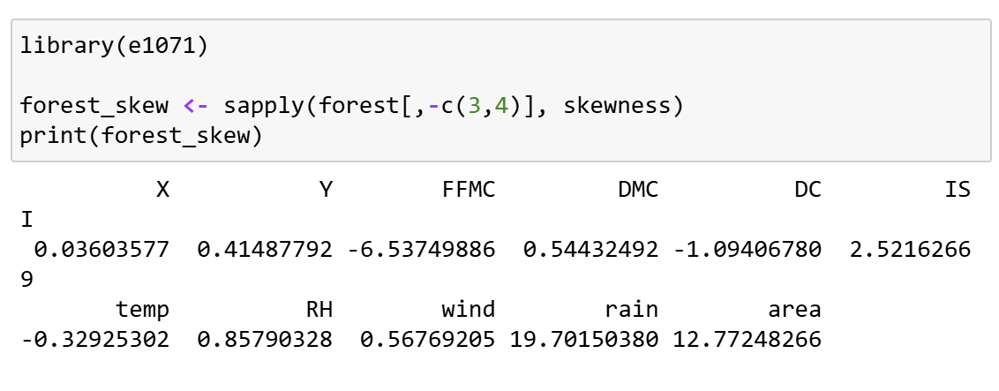 library(e1071)
forest_skew <- sapply(forest[,-c(3,4)], skewness)
print(forest_skew)
X Y FFMC DMC DC IS
I
0.03603577 0.41487792 -6.53749886 0.54432492 -1.09406780 2.5216266
9
temp RH wind rain area
-0.32925302 0.85790328 0.56769205 19.70150380 12.77248266